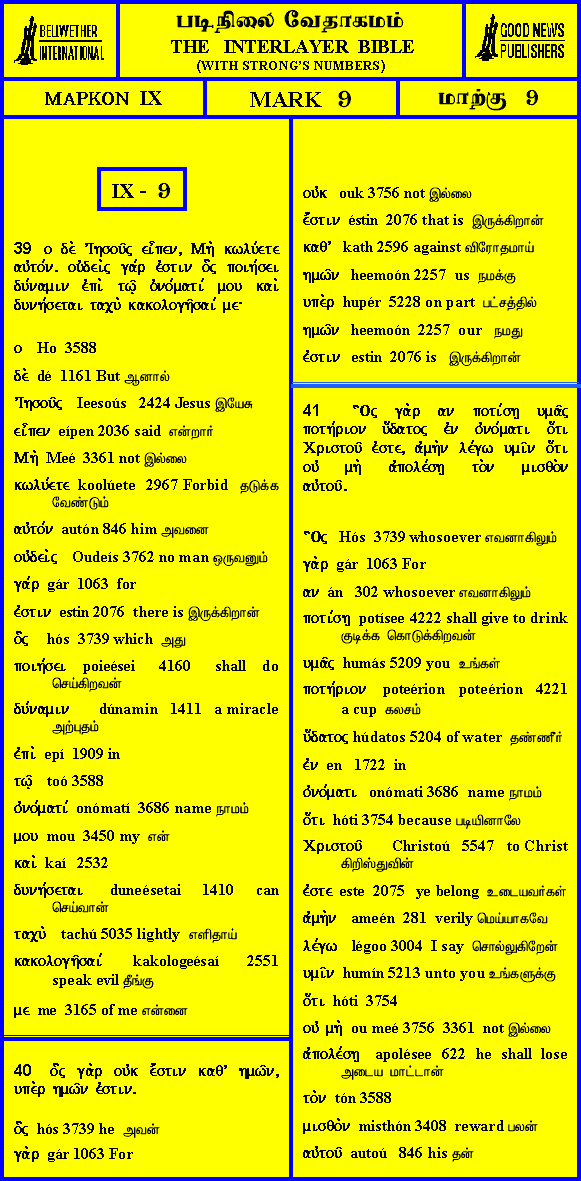 BELLWETHER
INTERNATIONAL
படிநிலை வேதாகமம்
THE INTERLAYER BIBLE
(WITH STRONG'S NUMBERS)
GOOD NEWS
PUBLISHERS
ΜΑΡΚΟΝ IX
MARK 9
மாற்கு 9
IX - 9
39 ο δὲ Ἰησοῦς εἶπεν, Μὴ κωλύετε
αὐτόν. οὐδεὶς γάρ ἐστιν ὃς ποιήσει
δύναμιν ἐπὶ τῷ ὀνόματί μου καὶ
δυνήσεται ταχὺ κακολογῆσαί με·
ο Ho 3588
δὲ dé 1161 But ஆனால்
Ἰησοῦς Ieesoús 2424 Jesus இயேசு
εἶπεν eípen 2036 said என்றார்
Μὴ Meé 3361 not இல்லை
κωλύετε koolúete 2967 Forbid தடுக்க
வேண்டும்
αὐτόν autón 846 him அவனை
οὐδεὶς Oudeís 3762 no man ஒருவனும்
γάρ gár 1063 for
ἐστιν estin 2076 there is இருக்கிறான்
ὃς hós 3739 which அது
ποιήσει poieései 4160 shall do
செய்கிறவன்
δύναμιν dúnamin 1411 a miracle
அற்புதம்
ἐπὶ epí 1909 in
τῷ toó 3588
ὀνόματί onómatí 3686 name நாமம்
μου mou 3450 my என்
καὶ kaí 2532
δυνήσεται duneésetai 1410 can
செய்வான்
ταχὺ tachú 5035 lightly எளிதாய்
κακολογῆσαί kakologeésaí 2551
speak evil தீங்கு
με me 3165 of me என்னை
40 ὃς γὰρ οὐκ ἔστιν καθ' ημῶν,
υπὲρ ημῶν ἐστιν.
ὃς hós 3739 he அவன்
γὰρ gár 1063 For
οὐκ ouk 3756 not இல்லை
ἔστιν éstin 2076 that is இருக்கிறான்
καθ' kath 2596 against விரோதமாய்
ημῶν heemoón 2257 us நமக்கு
υπὲρ hupér 5228 on part பட்சத்தில்
ημῶν heemoón 2257 our நமது
ἐστιν estin 2076 is இருக்கிறான்
41 Ὃς γὰρ αν ποτίσῃ υμᾶς
ποτήριον ὕδατος ἐν ὀνόματι ὅτι
Χριστοῦ ἐστε, ἀμὴν λέγω υμῖν ὅτι
οὐ μὴ ἀπολέσῃ τὸν μισθὸν
αὐτοῦ.
Ὃς Hós 3739 whosoever எவனாகிலும்
γὰρ gár 1063 For
αν án 302 whosoever எவனாகிலும்
ποτίσῃ potísee 4222 shall give to drink
குடிக்க கொடுக்கிறவன்
υμᾶς humás 5209 you உங்கள்
ποτήριον poteérion poteérion 4221
a cup கலசம்
ὕδατος húdatos 5204 of water தண்ணீர்
ἐν en 1722 in
ὀνόματι onómati 3686 name நாமம்
ὅτι hóti 3754 because படியினாலே
Χριστοῦ Christoú 5547 to Christ
கிறிஸ்துவின்
ἐστε este 2075 ye belong உடையவர்கள்
ἀμὴν ameén 281 verily மெய்யாகவே
λέγω légoo 3004 I say சொல்லுகிறேன்
υμῖν humín 5213 unto you உங்களுக்கு
ὅτι hóti 3754
οὐ μὴ ou meé 3756 3361 not இல்லை
ἀπολέσῃ apolésee 622 he shall lose
அடைய மாட்டான்
τὸν tón 3588
μισθὸν misthón 3408 reward பலன்
αὐτοῦ autoú 846 his தன்